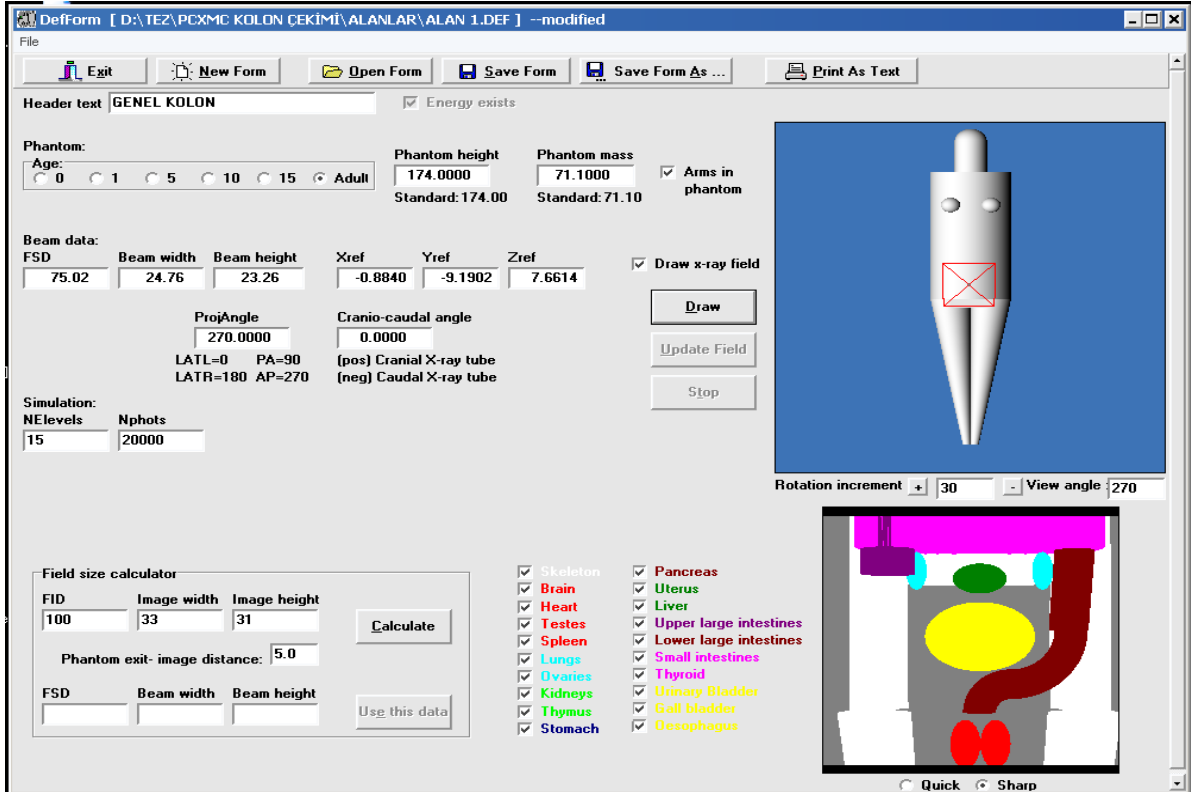 DefForm [ D:\TEZ\PCXMC KOLON ÇEKİMİ\ALANLAR\ALAN 1.DEF ] --modified
File
Exit New Form Open Form Save Form Save Form As ... Print As Text
Header text GENEL KOLON Energy exists
Phantom:
Age:
0 1 5 10 15 Adult
Phantom height Phantom mass
174.0000 71.1000
Standard: 174.00 Standard: 71.10
Arms in
phantom
Beam data:
FSD Beam width Beam height Xref Yref Zref
75.02 24.76 23.26 -0.8840 -9.1902 7.6614
Draw x-ray field
Draw
Update Field
Stop
ProjAngle Cranio-caudal angle
270.0000 0.0000
LATL=0 PA=90 (pos) Cranial X-ray tube
LATR=180 AP=270 (neg) Caudal X-ray tube
Simulation:
NElevels Nphots
15 20000
Rotation increment + 30 - View angle : 270
Field size calculator
FID Image width Image height
100 33 31
Calculate
Phantom exit- image distance: 5.0
FSD Beam width Beam height
Use this data
Skeleton
Brain
Heart
Testes
Spleen
Lungs
Ovaries
Kidneys
Thymus
Stomach
Pancreas
Uterus
Liver
Upper large intestines
Lower large intestines
Small intestines
Thyroid
Urinary Bladder
Gall bladder
Oesophagus
Quick Sharp